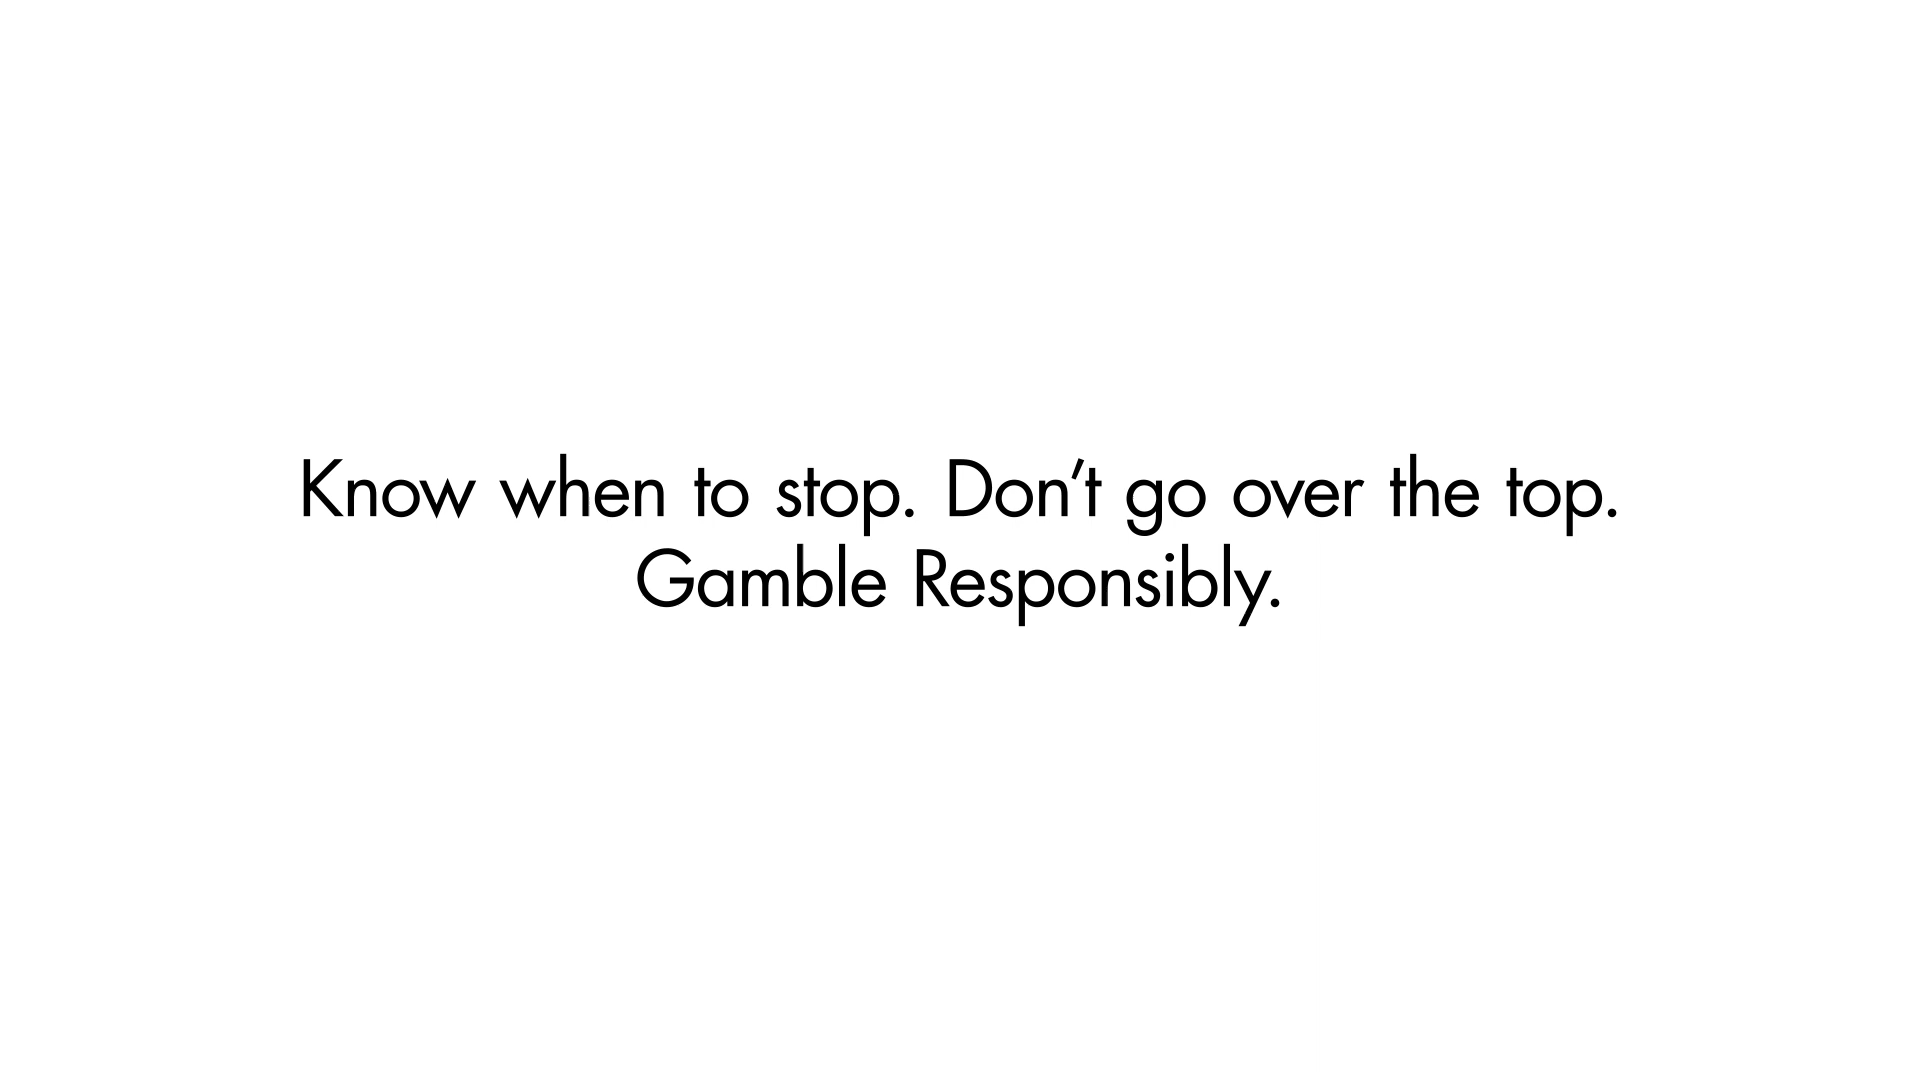 Know when to stop. Don’t go over the top.
Gamble Responsibly.